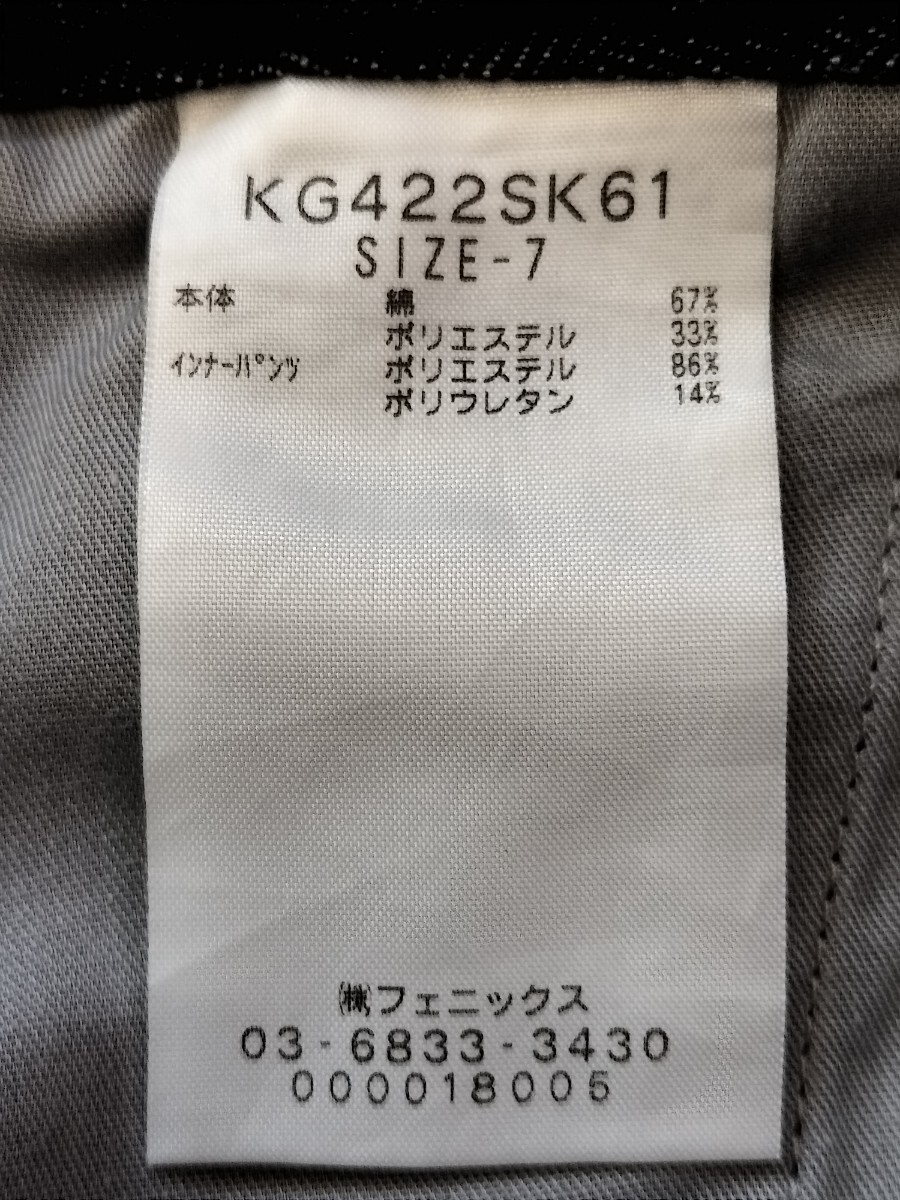 KG422SK61
SIZE-7
本体 綿 67%
ポリエステル 33%
インナーパンツ ポリエステル 86%
ポリウレタン 14%
㈱フェニックス
03-6833-3430
000018005